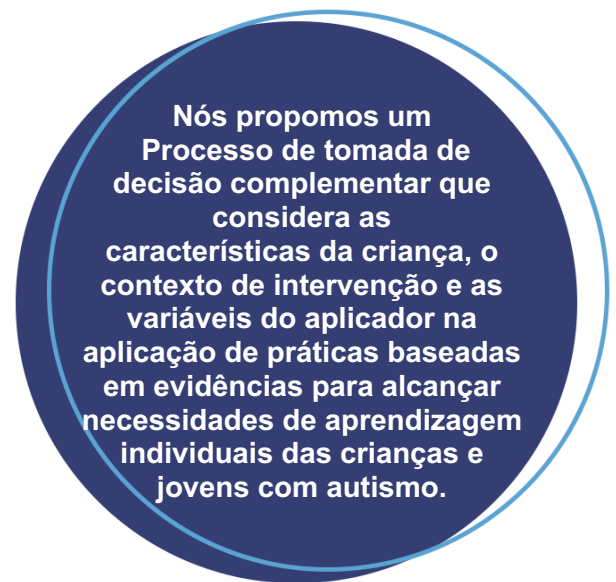 Nós propomos um
Processo de tomada de
decisão complementar que
considera as
características da criança, o
contexto de intervenção e as
variáveis do aplicador na
aplicação de práticas baseadas
em evidências para alcançar
necessidades de aprendizagem
individuais das crianças e
jovens com autismo.